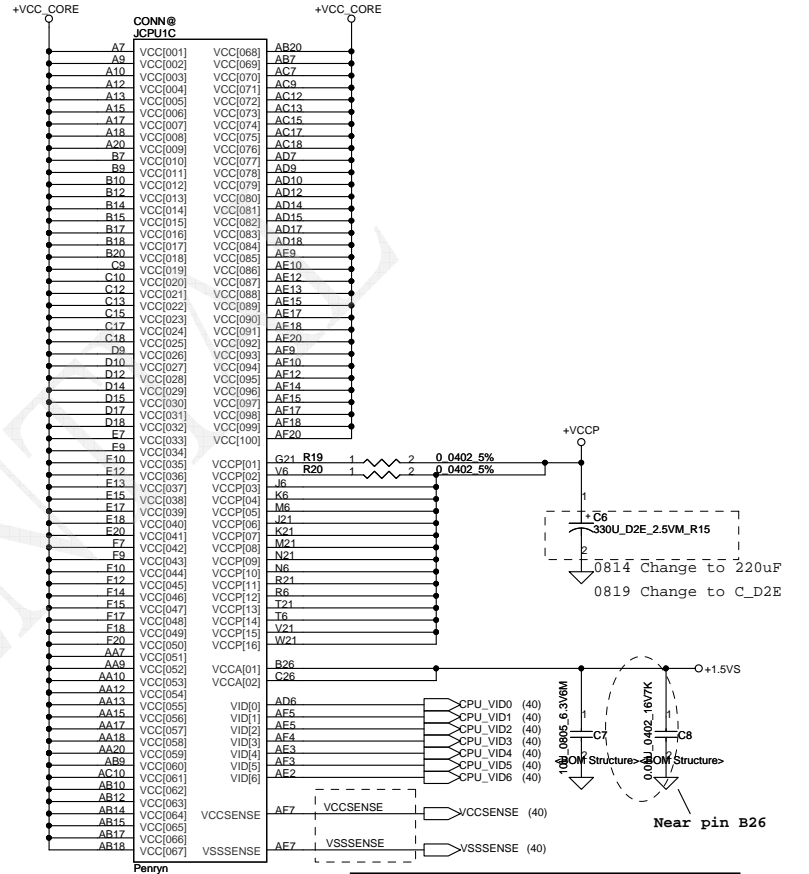 +VCC_CORE +VCC_CORE
CONN@
JCPU1C
A7 VCC[001] VCC[068] AB20
A9 VCC[002] VCC[069] AB7
A10 VCC[003] VCC[070] AC7
A12 VCC[004] VCC[071] AC9
A13 VCC[005] VCC[072] AC12
A15 VCC[006] VCC[073] AC13
A17 VCC[007] VCC[074] AC15
A18 VCC[008] VCC[075] AC17
A20 VCC[009] VCC[076] AC18
B7 VCC[010] VCC[077] AD7
B9 VCC[011] VCC[078] AD9
B10 VCC[012] VCC[079] AD10
B12 VCC[013] VCC[080] AD12
B14 VCC[014] VCC[081] AD14
B15 VCC[015] VCC[082] AD15
B17 VCC[016] VCC[083] AD17
B18 VCC[017] VCC[084] AD18
B20 VCC[018] VCC[085] AE9
C9 VCC[019] VCC[086] AE10
C10 VCC[020] VCC[087] AE12
C12 VCC[021] VCC[088] AE13
C13 VCC[022] VCC[089] AE15
C15 VCC[023] VCC[090] AE17
C17 VCC[024] VCC[091] AE18
C18 VCC[025] VCC[092] AE20
D9 VCC[026] VCC[093] AF9
D10 VCC[027] VCC[094] AF10
D12 VCC[028] VCC[095] AF12
D14 VCC[029] VCC[096] AF14
D15 VCC[030] VCC[097] AF15
D17 VCC[031] VCC[098] AF17
D18 VCC[032] VCC[099] AF18
E7 VCC[033] VCC[100] AF20
E9 VCC[034]
+VCCP
E10 VCC[035] VCCP[01] G21 R19 1 2 0_0402_5%
E12 VCC[036] VCCP[02] V6 R20 1 2 0_0402_5%
E13 VCC[037] VCCP[03] J6
E15 VCC[038] VCCP[04] K6
E17 VCC[039] VCCP[05] M6
E18 VCC[040] VCCP[06] J21
E20 VCC[041] VCCP[07] K21
F7 VCC[042] VCCP[08] M21
F9 VCC[043] VCCP[09] N21
F10 VCC[044] VCCP[10] N6
F12 VCC[045] VCCP[11] R21
F14 VCC[046] VCCP[12] R6
F15 VCC[047] VCCP[13] T21
F17 VCC[048] VCCP[14] T6
F18 VCC[049] VCCP[15] V21
F20 VCC[050] VCCP[16] W21
1
+ C6
330U_D2E_2.5VM_R15
2
0814 Change to 220uF
0819 Change to C_D2E
AA7 VCC[051]
AA9 VCC[052] VCCA[01] B26
AA10 VCC[053] VCCA[02] C26
+1.5VS
AA12 VCC[054]
AA13 VCC[055] VID[0] AD6 CPU_VID0 (40)
AA15 VCC[056] VID[1] AF5 CPU_VID1 (40)
AA17 VCC[057] VID[2] AE5 CPU_VID2 (40)
AA18 VCC[058] VID[3] AF4 CPU_VID3 (40)
AA20 VCC[059] VID[4] AE3 CPU_VID4 (40)
AB9 VCC[060] VID[5] AF3 CPU_VID5 (40)
AC10 VCC[061] VID[6] AE2 CPU_VID6 (40)
AB10 VCC[062]
AB12 VCC[063]
AB14 VCC[064] VCCSENSE AF7 VCCSENSE VCCSENSE (40)
AB15 VCC[065]
AB17 VCC[066]
AB18 VCC[067] VSSSENSE AE7 VSSSENSE VSSSENSE (40)
Penryn
10U_0805_6.3V6M
1
C7
2
<BOM Structure>
0.01U_0402_16V7K
1
C8
2
<BOM Structure>
Near pin B26